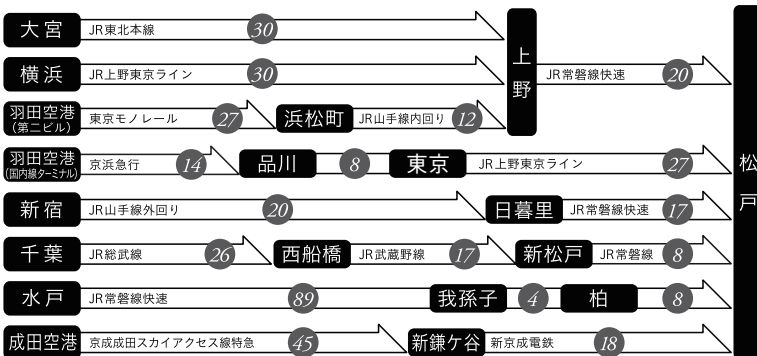 大宮 JR東北本線 30
横浜 JR上野東京ライン 30
羽田空港 (第二ビル) 東京モノレール 27 浜松町 JR山手線内回り 12
上野 JR常磐線快速 20
羽田空港 (国内線ターミナル) 京浜急行 14 品川 8 東京 JR上野東京ライン 27
新宿 JR山手線外回り 20 日暮里 JR常磐線快速 17
千葉 JR総武線 26 西船橋 JR武蔵野線 17 新松戸 JR常磐線 8
水戸 JR常磐線快速 89 我孫子 4 柏 8
成田空港 京成成田スカイアクセス線特急 45 新鎌ケ谷 新京成電鉄 18
松戸